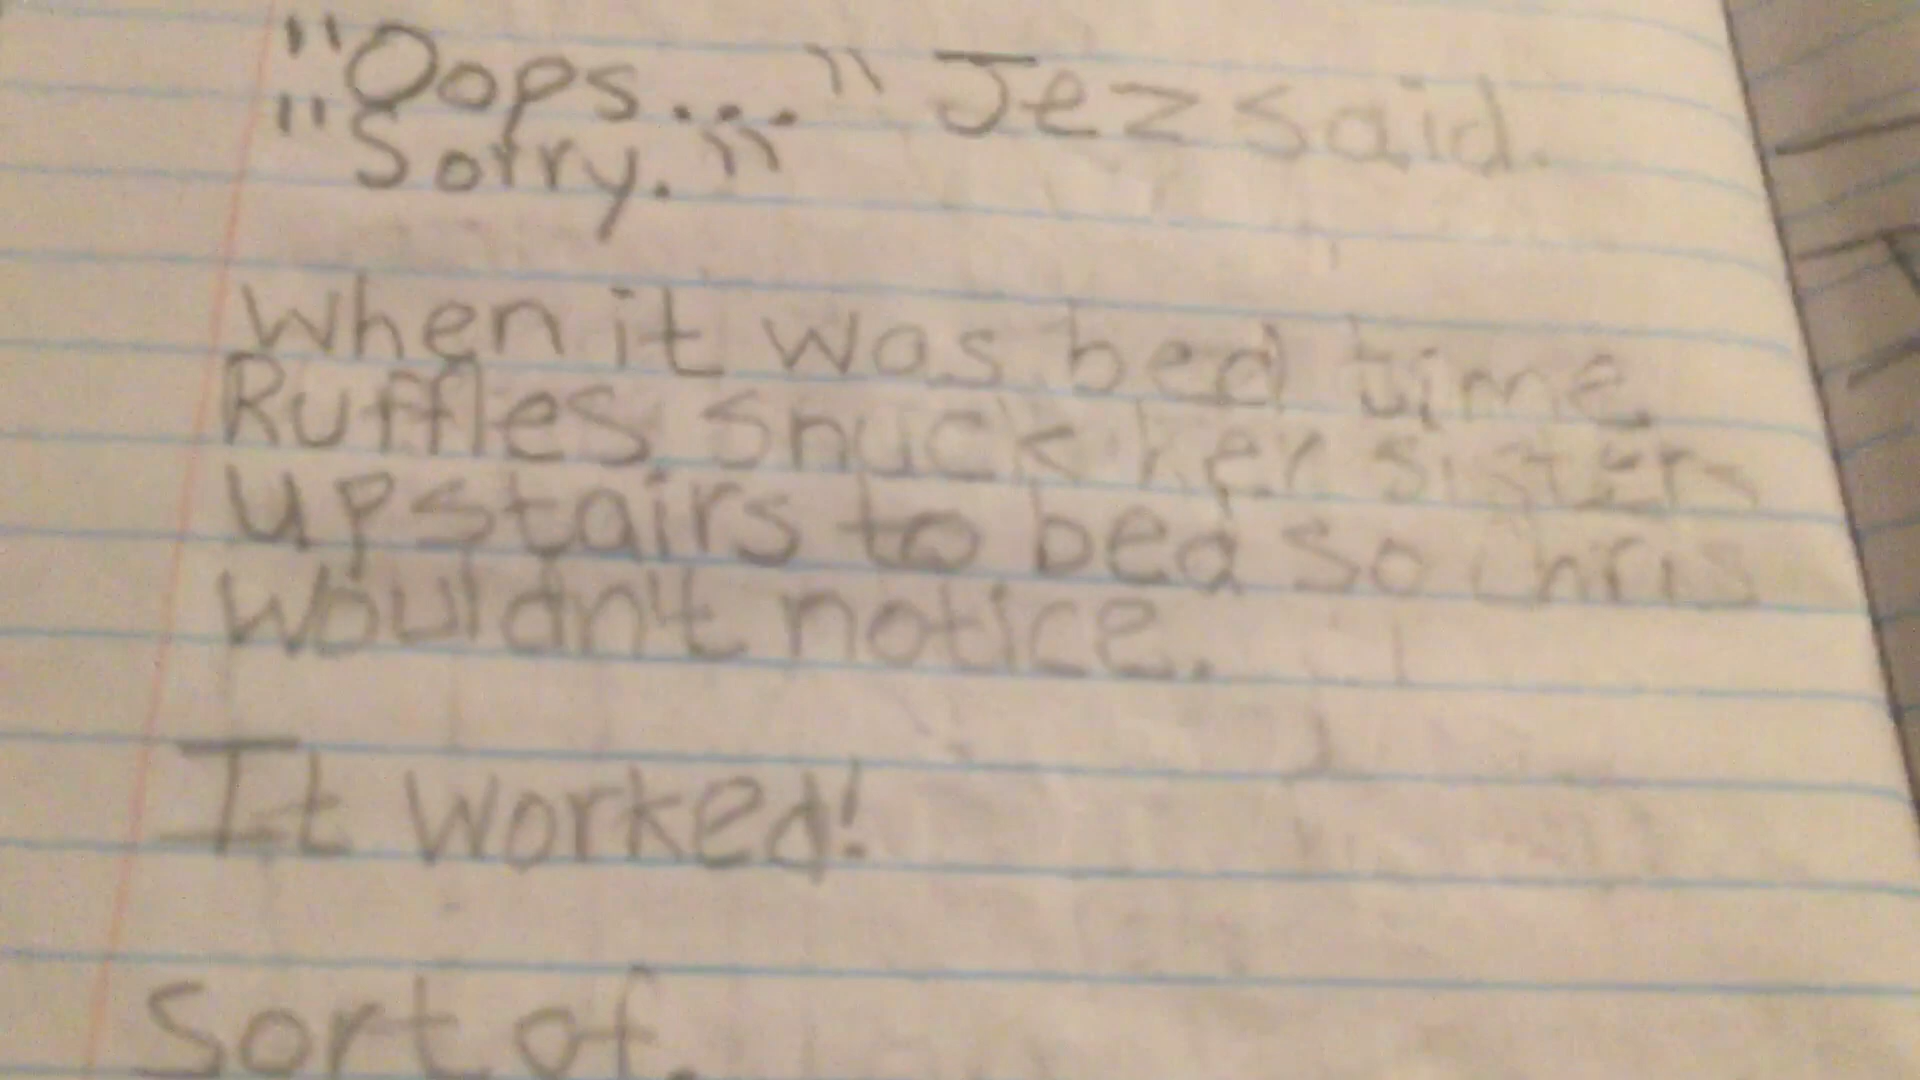 "Oops...." Jez said.
"Sorry."
When it was bed time
Ruffles snuck her sisters
upstairs to bed so Chris
wouldn't notice.
It worked!
Sort of.